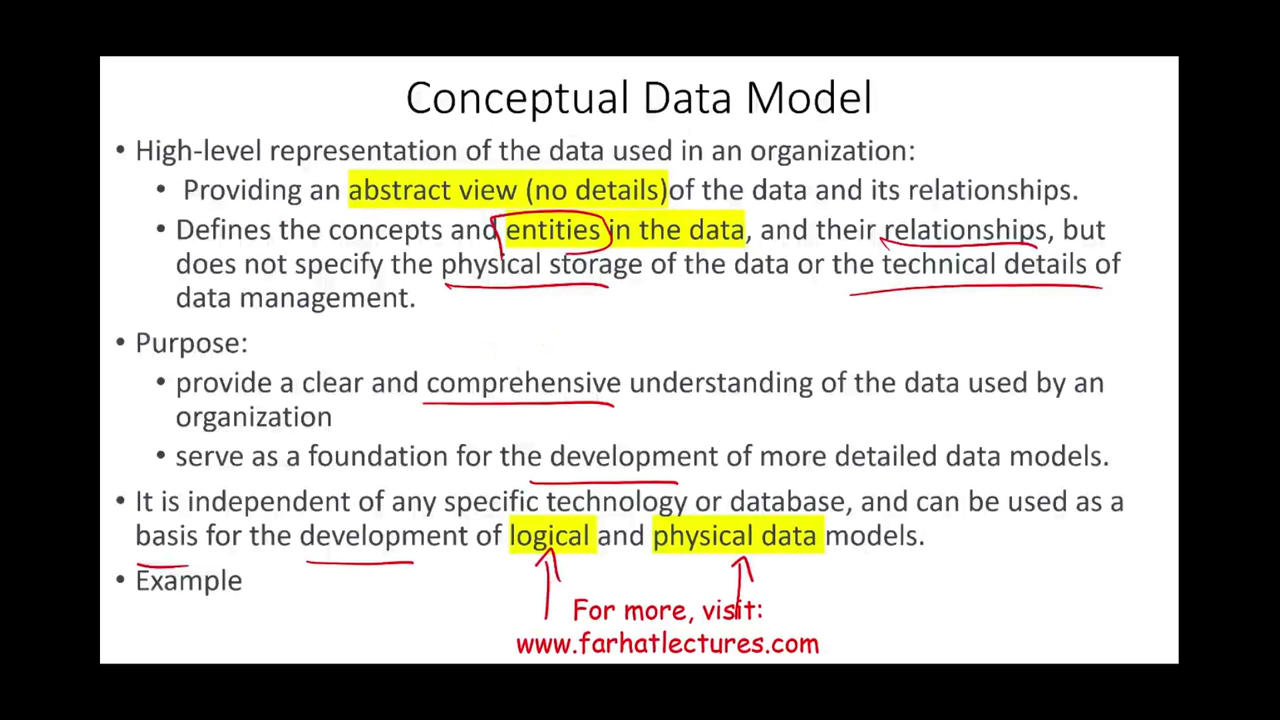 Conceptual Data Model
• High-level representation of the data used in an organization:
• Providing an abstract view (no details)of the data and its relationships.
• Defines the concepts and entities in the data, and their relationships, but
does not specify the physical storage of the data or the technical details of
data management.
• Purpose:
• provide a clear and comprehensive understanding of the data used by an
organization
• serve as a foundation for the development of more detailed data models.
• It is independent of any specific technology or database, and can be used as a
basis for the development of logical and physical data models.
• Example
For more, visit:
www.farhatlectures.com